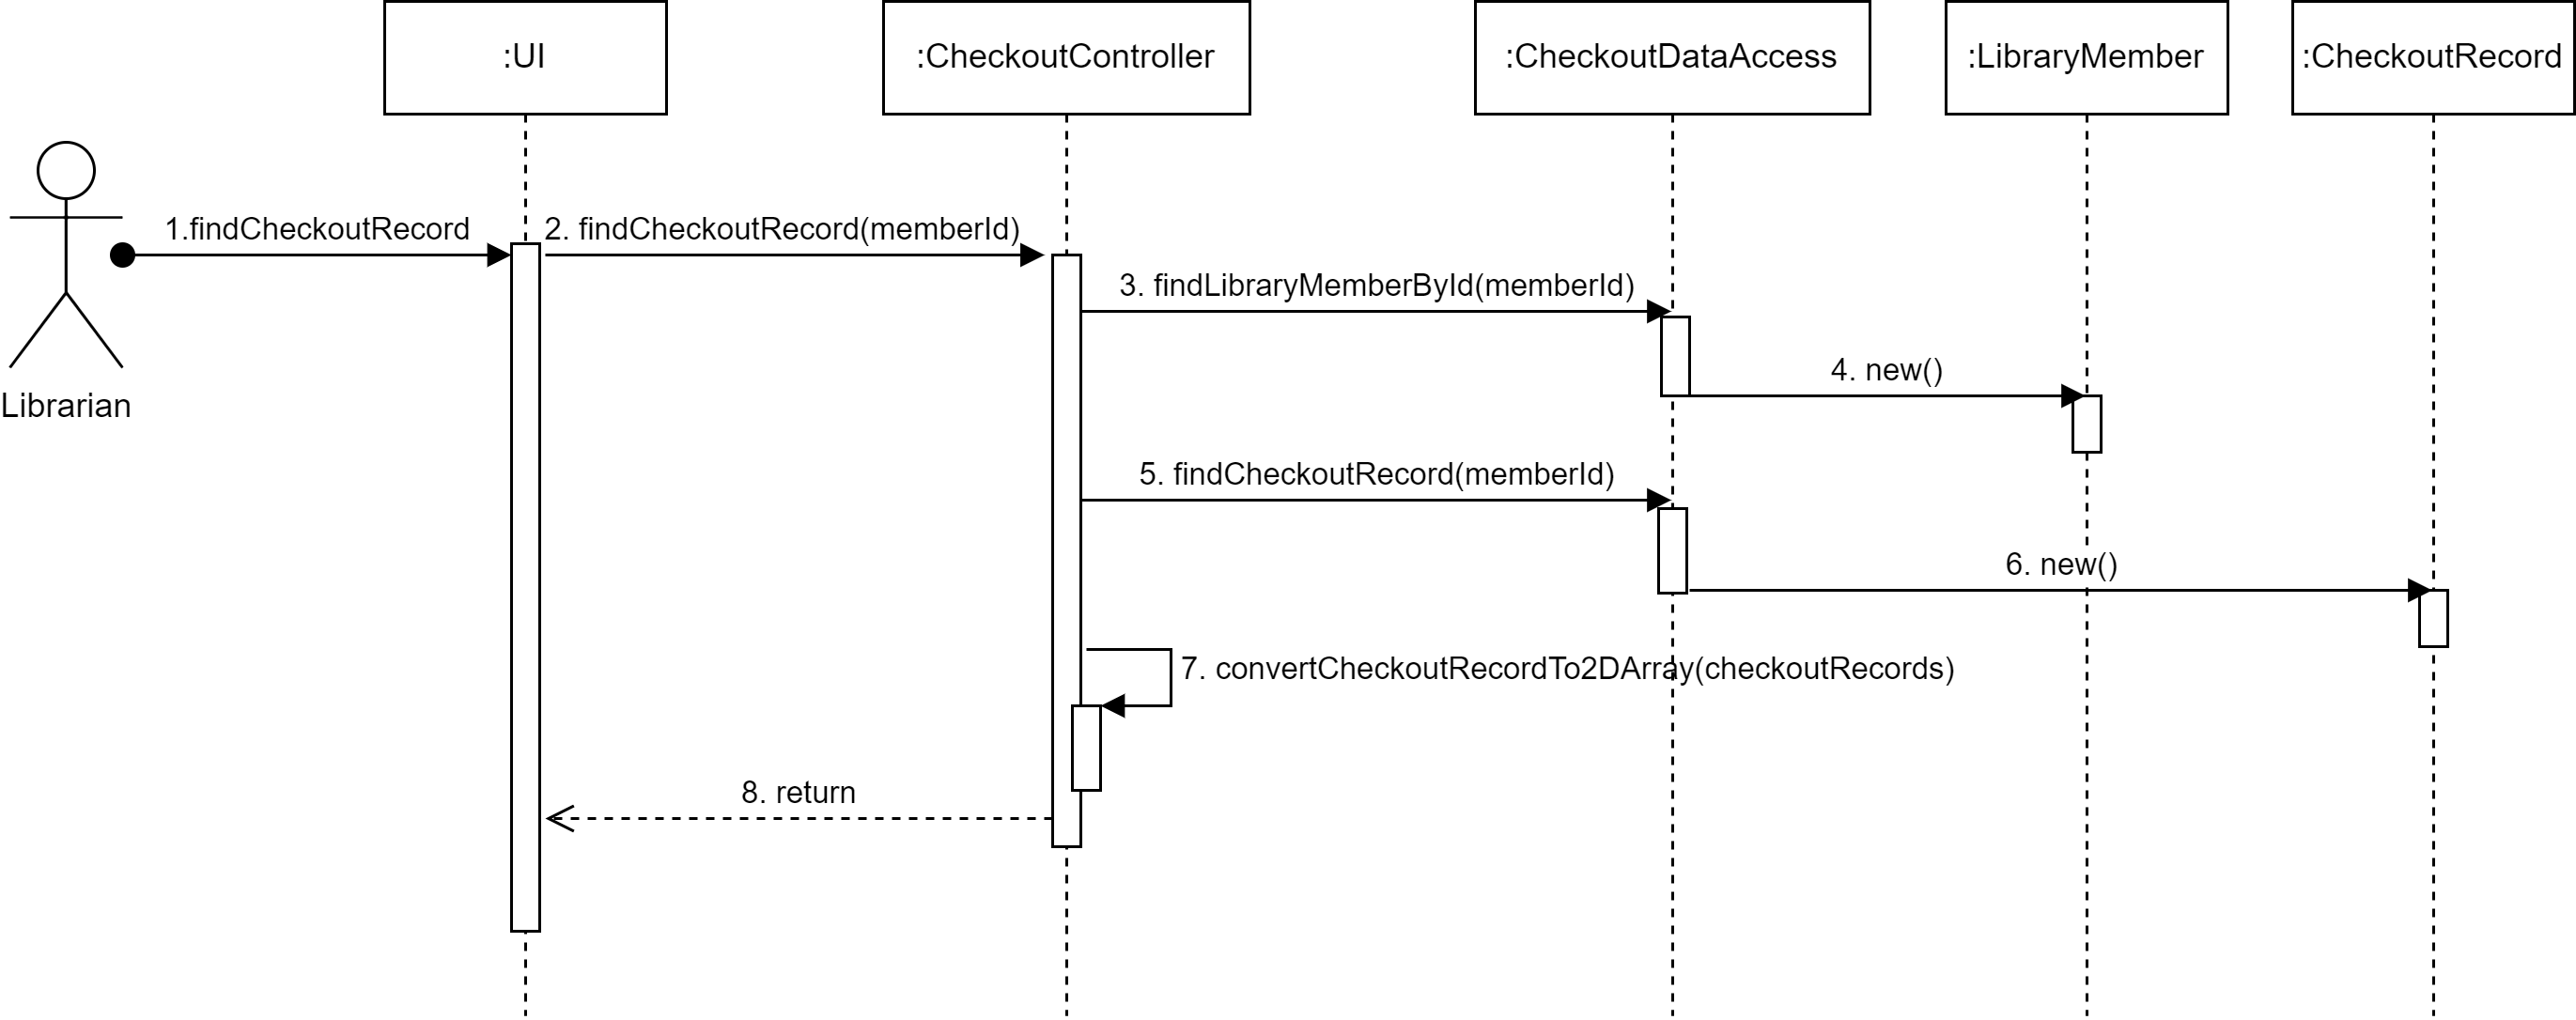 :UI
:CheckoutController
:CheckoutDataAccess
:LibraryMember
:CheckoutRecord
1.findCheckoutRecord
2. findCheckoutRecord(memberId)
3. findLibraryMemberById(memberId)
4. new()
Librarian
5. findCheckoutRecord(memberId)
6. new()
7. convertCheckoutRecordTo2DArray(checkoutRecords)
8. return